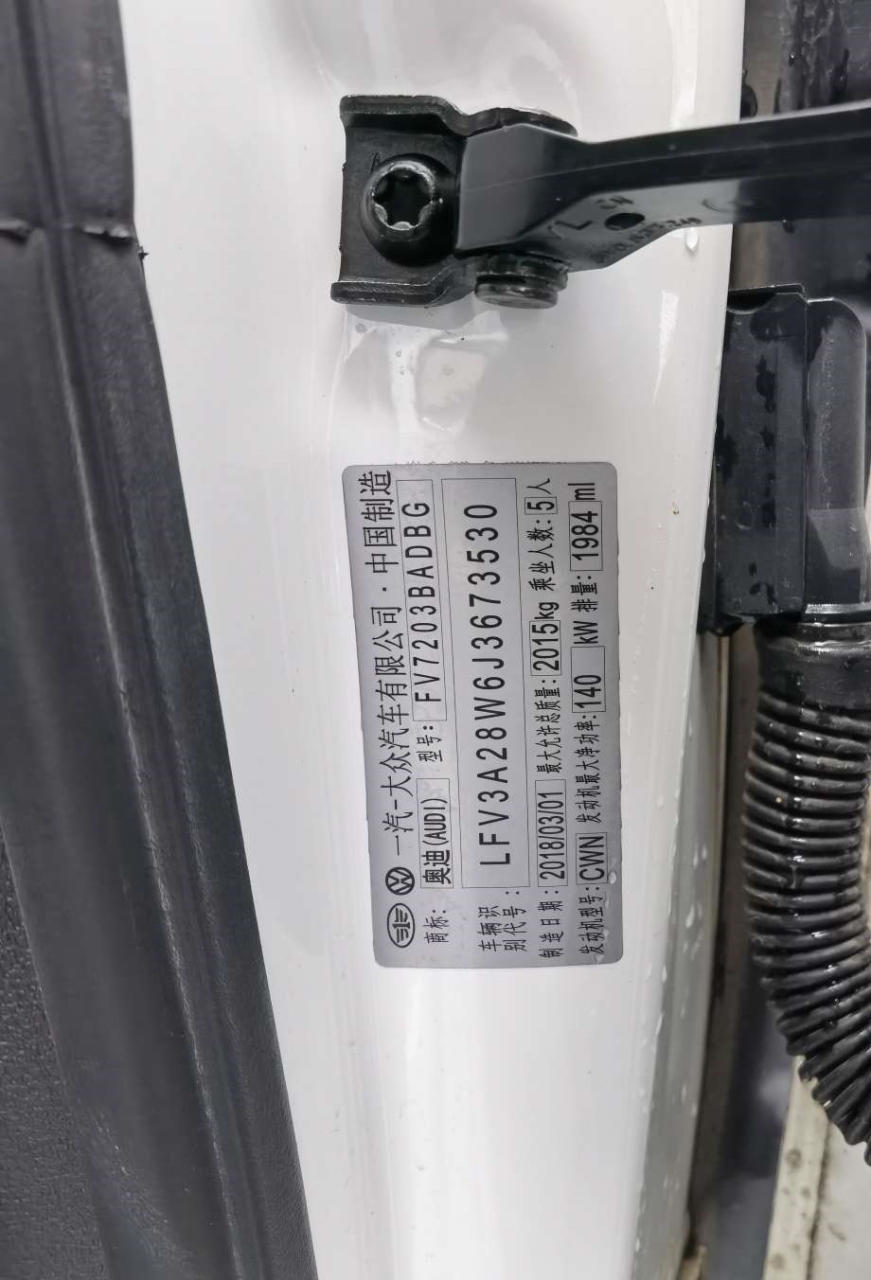 一汽-大众汽车有限公司·中国制造
商标: 奥迪(AUDI) 型号: FV7203BADBG
车辆识别代号: LFV3A28W6J3673530
制造日期: 2018/03/01 最大允许总质量: 2015kg 乘坐人数: 5人
发动机型号: CWN 发动机最大净功率: 140 kW 排量: 1984 ml
CN